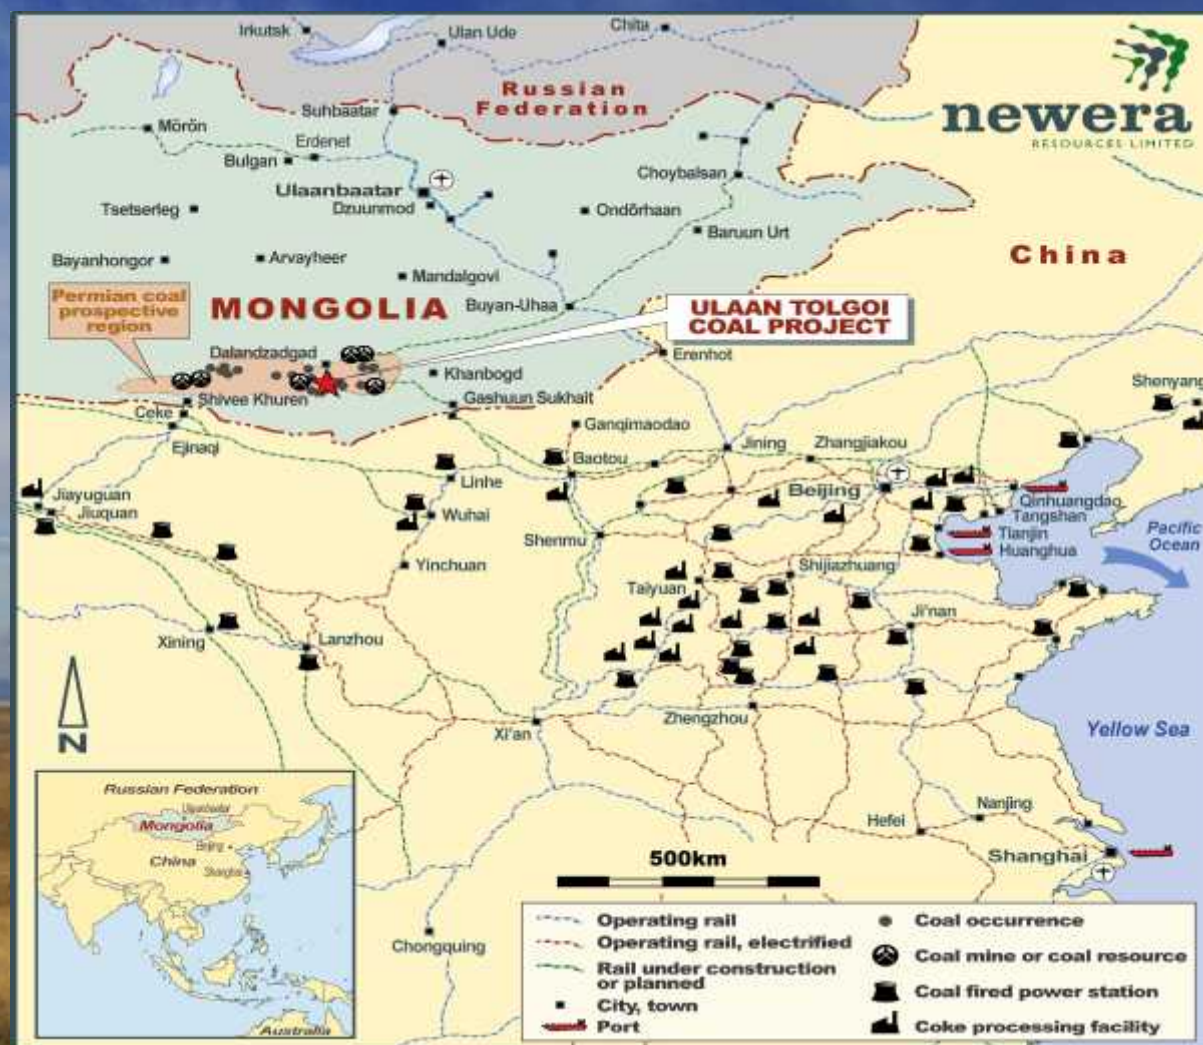 Irkutsk
Ulan Ude
Chita
Russian
Federation
newera
RESOURCES LIMITED
Suhbaatar
Mörön
Erdenet
Bulgan
Choybalsan
Ulaanbaatar
Dzuunmod
Tsetserleg
Ondörhaan
Baruun Urt
China
Bayanhongor
Arvayheer
Mandalgovi
Permian coal
prospective
region
MONGOLIA
Buyan-Uhaa
ULAAN TOLGOI
COAL PROJECT
Dalandzadgad
Erenhot
Khanbogd
Shenyang
Shivee Khuren
Gashuun Sukhait
Ceke
Ganqimaodao
Ejinaqi
Jining
Zhangjiakou
Baotou
Linhe
Beijing
Jiayuguan
Qinhuangdao
Jiuquan
Wuhai
Tangshan
Pacific
Ocean
Tianjin
Shenmu
Huanghua
Yinchuan
Shijiazhuang
Taiyuan
Ji'nan
Xining
Lanzhou
Zhengzhou
Xi'an
Yellow Sea
N
Russian Federation
Ulaanbaatar
Mongolia
Beijing
China
Shanghai
Australia
Nanjing
Hefei
Shanghai
500km
Chongquing
Operating rail
Operating rail, electrified
Rail under construction
or planned
City, town
Port
Coal occurrence
Coal mine or coal resource
Coal fired power station
Coke processing facility